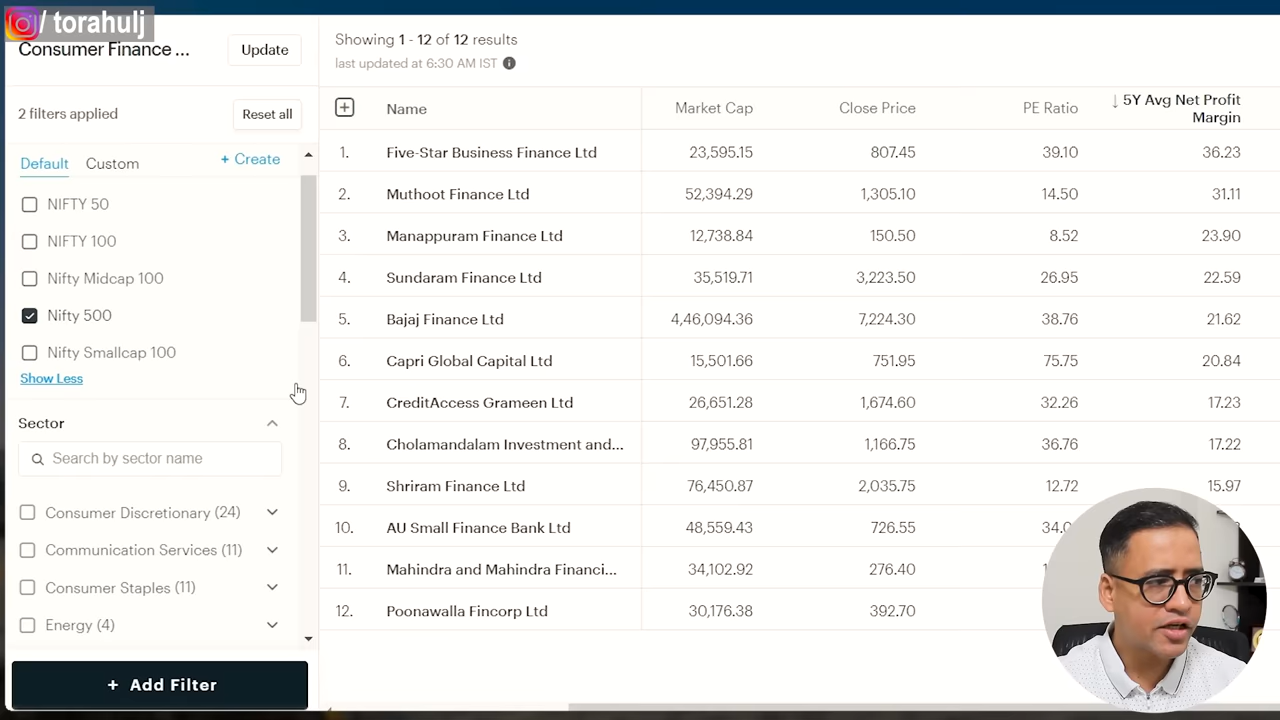 / torahulj
Consumer Finance ...
Update
2 filters applied
Reset all
Default Custom + Create
NIFTY 50
NIFTY 100
Nifty Midcap 100
Nifty 500
Nifty Smallcap 100
Show Less
Sector
Search by sector name
Consumer Discretionary (24)
Communication Services (11)
Consumer Staples (11)
Energy (4)
+ Add Filter
Showing 1 - 12 of 12 results
last updated at 6:30 AM IST
Name Market Cap Close Price PE Ratio ↓ 5Y Avg Net Profit
Margin
1. Five-Star Business Finance Ltd 23,595.15 807.45 39.10 36.23
2. Muthoot Finance Ltd 52,394.29 1,305.10 14.50 31.11
3. Manappuram Finance Ltd 12,738.84 150.50 8.52 23.90
4. Sundaram Finance Ltd 35,519.71 3,223.50 26.95 22.59
5. Bajaj Finance Ltd 4,46,094.36 7,224.30 38.76 21.62
6. Capri Global Capital Ltd 15,501.66 751.95 75.75 20.84
7. CreditAccess Grameen Ltd 26,651.28 1,674.60 32.26 17.23
8. Cholamandalam Investment and... 97,955.81 1,166.75 36.76 17.22
9. Shriram Finance Ltd 76,450.87 2,035.75 12.72 15.97
10. AU Small Finance Bank Ltd 48,559.43 726.55
11. Mahindra and Mahindra Financi... 34,102.92 276.40
12. Poonawalla Fincorp Ltd 30,176.38 392.70